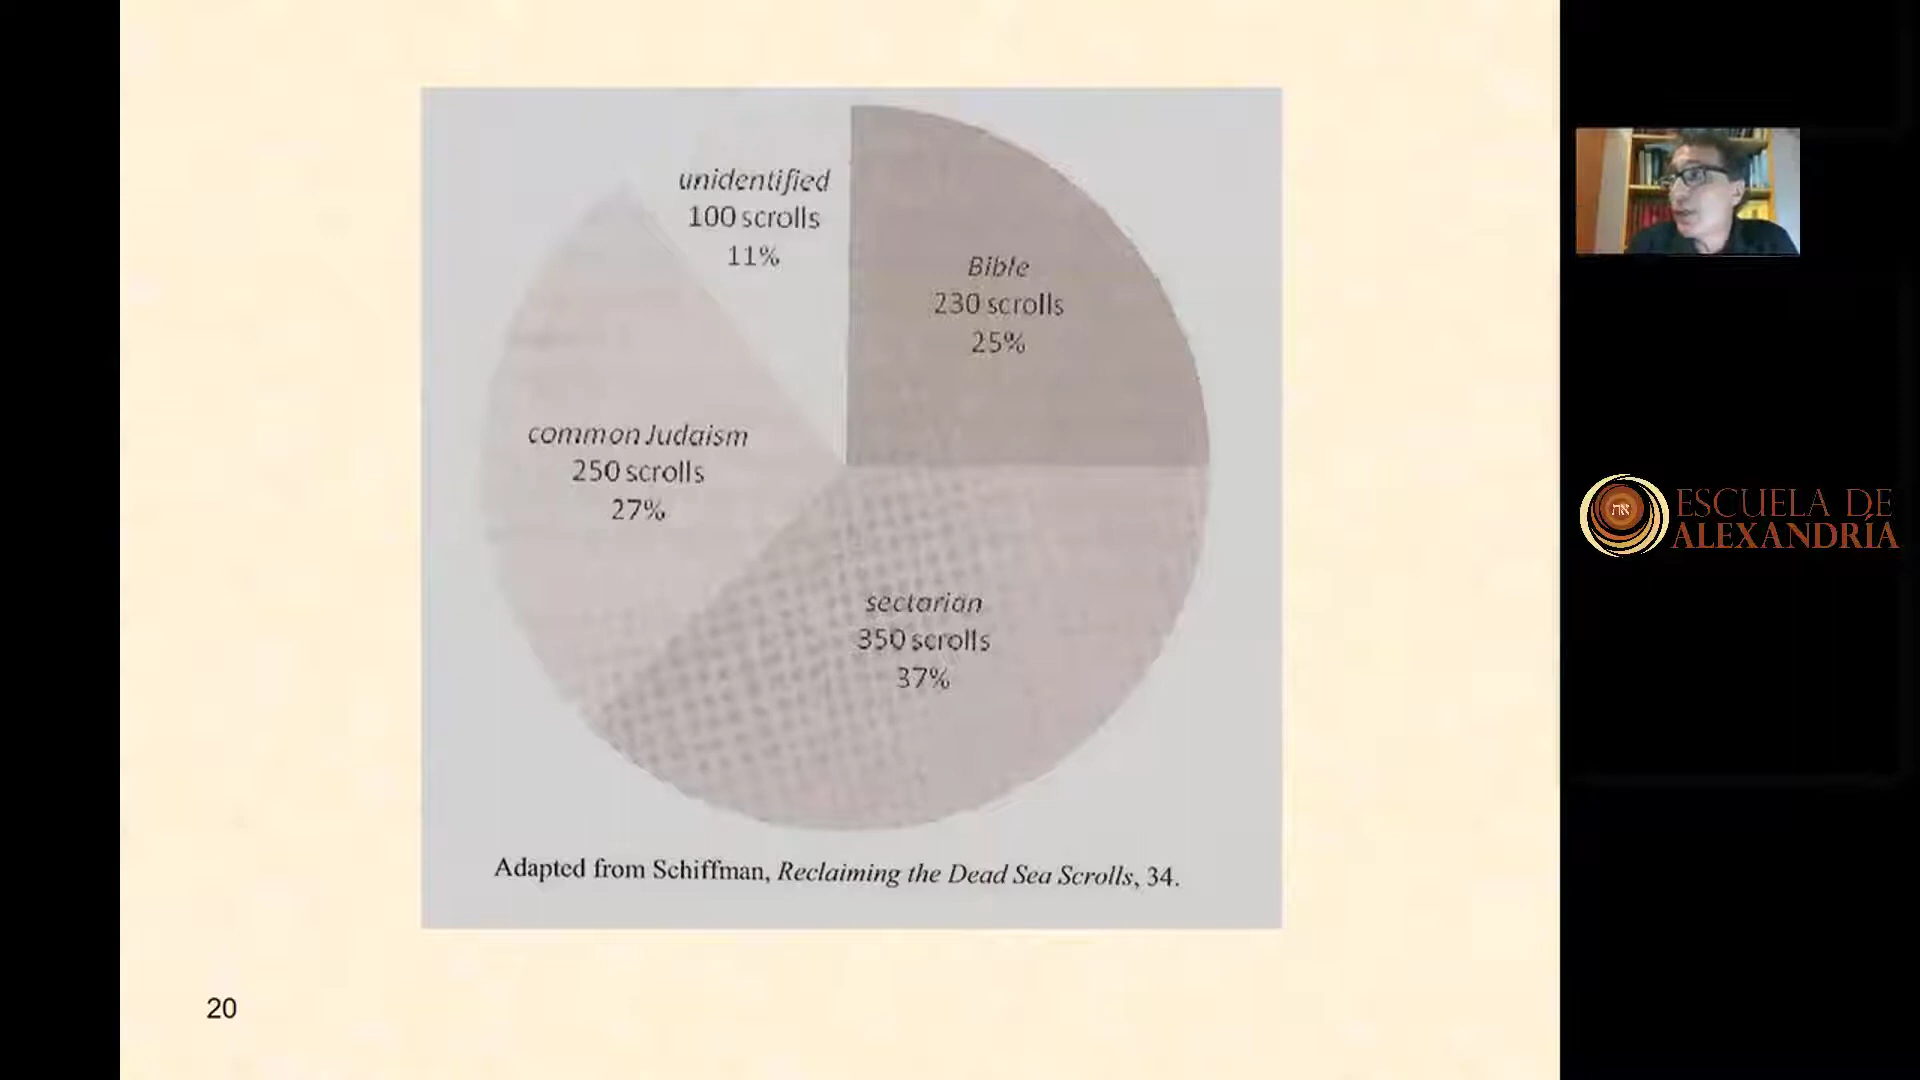 unidentified
100 scrolls
11%
Bible
230 scrolls
25%
common Judaism
250 scrolls
27%
sectarian
350 scrolls
37%
Adapted from Schiffman, Reclaiming the Dead Sea Scrolls, 34.
20
את
ESCUELA DE
ALEXANDRÍA